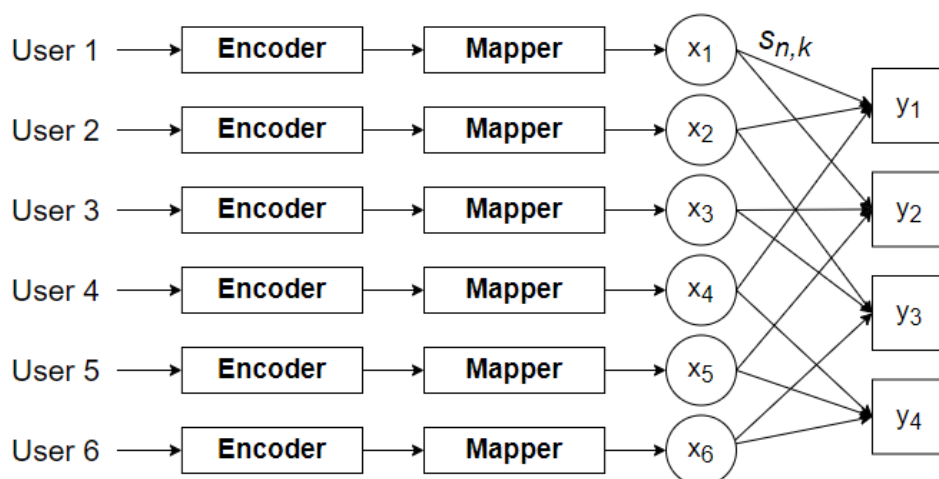 User 1 Encoder Mapper x1 sn,k
y1
User 2 Encoder Mapper x2
User 3 Encoder Mapper x3 y2
User 4 Encoder Mapper x4 y3
User 5 Encoder Mapper x5
y4
User 6 Encoder Mapper x6